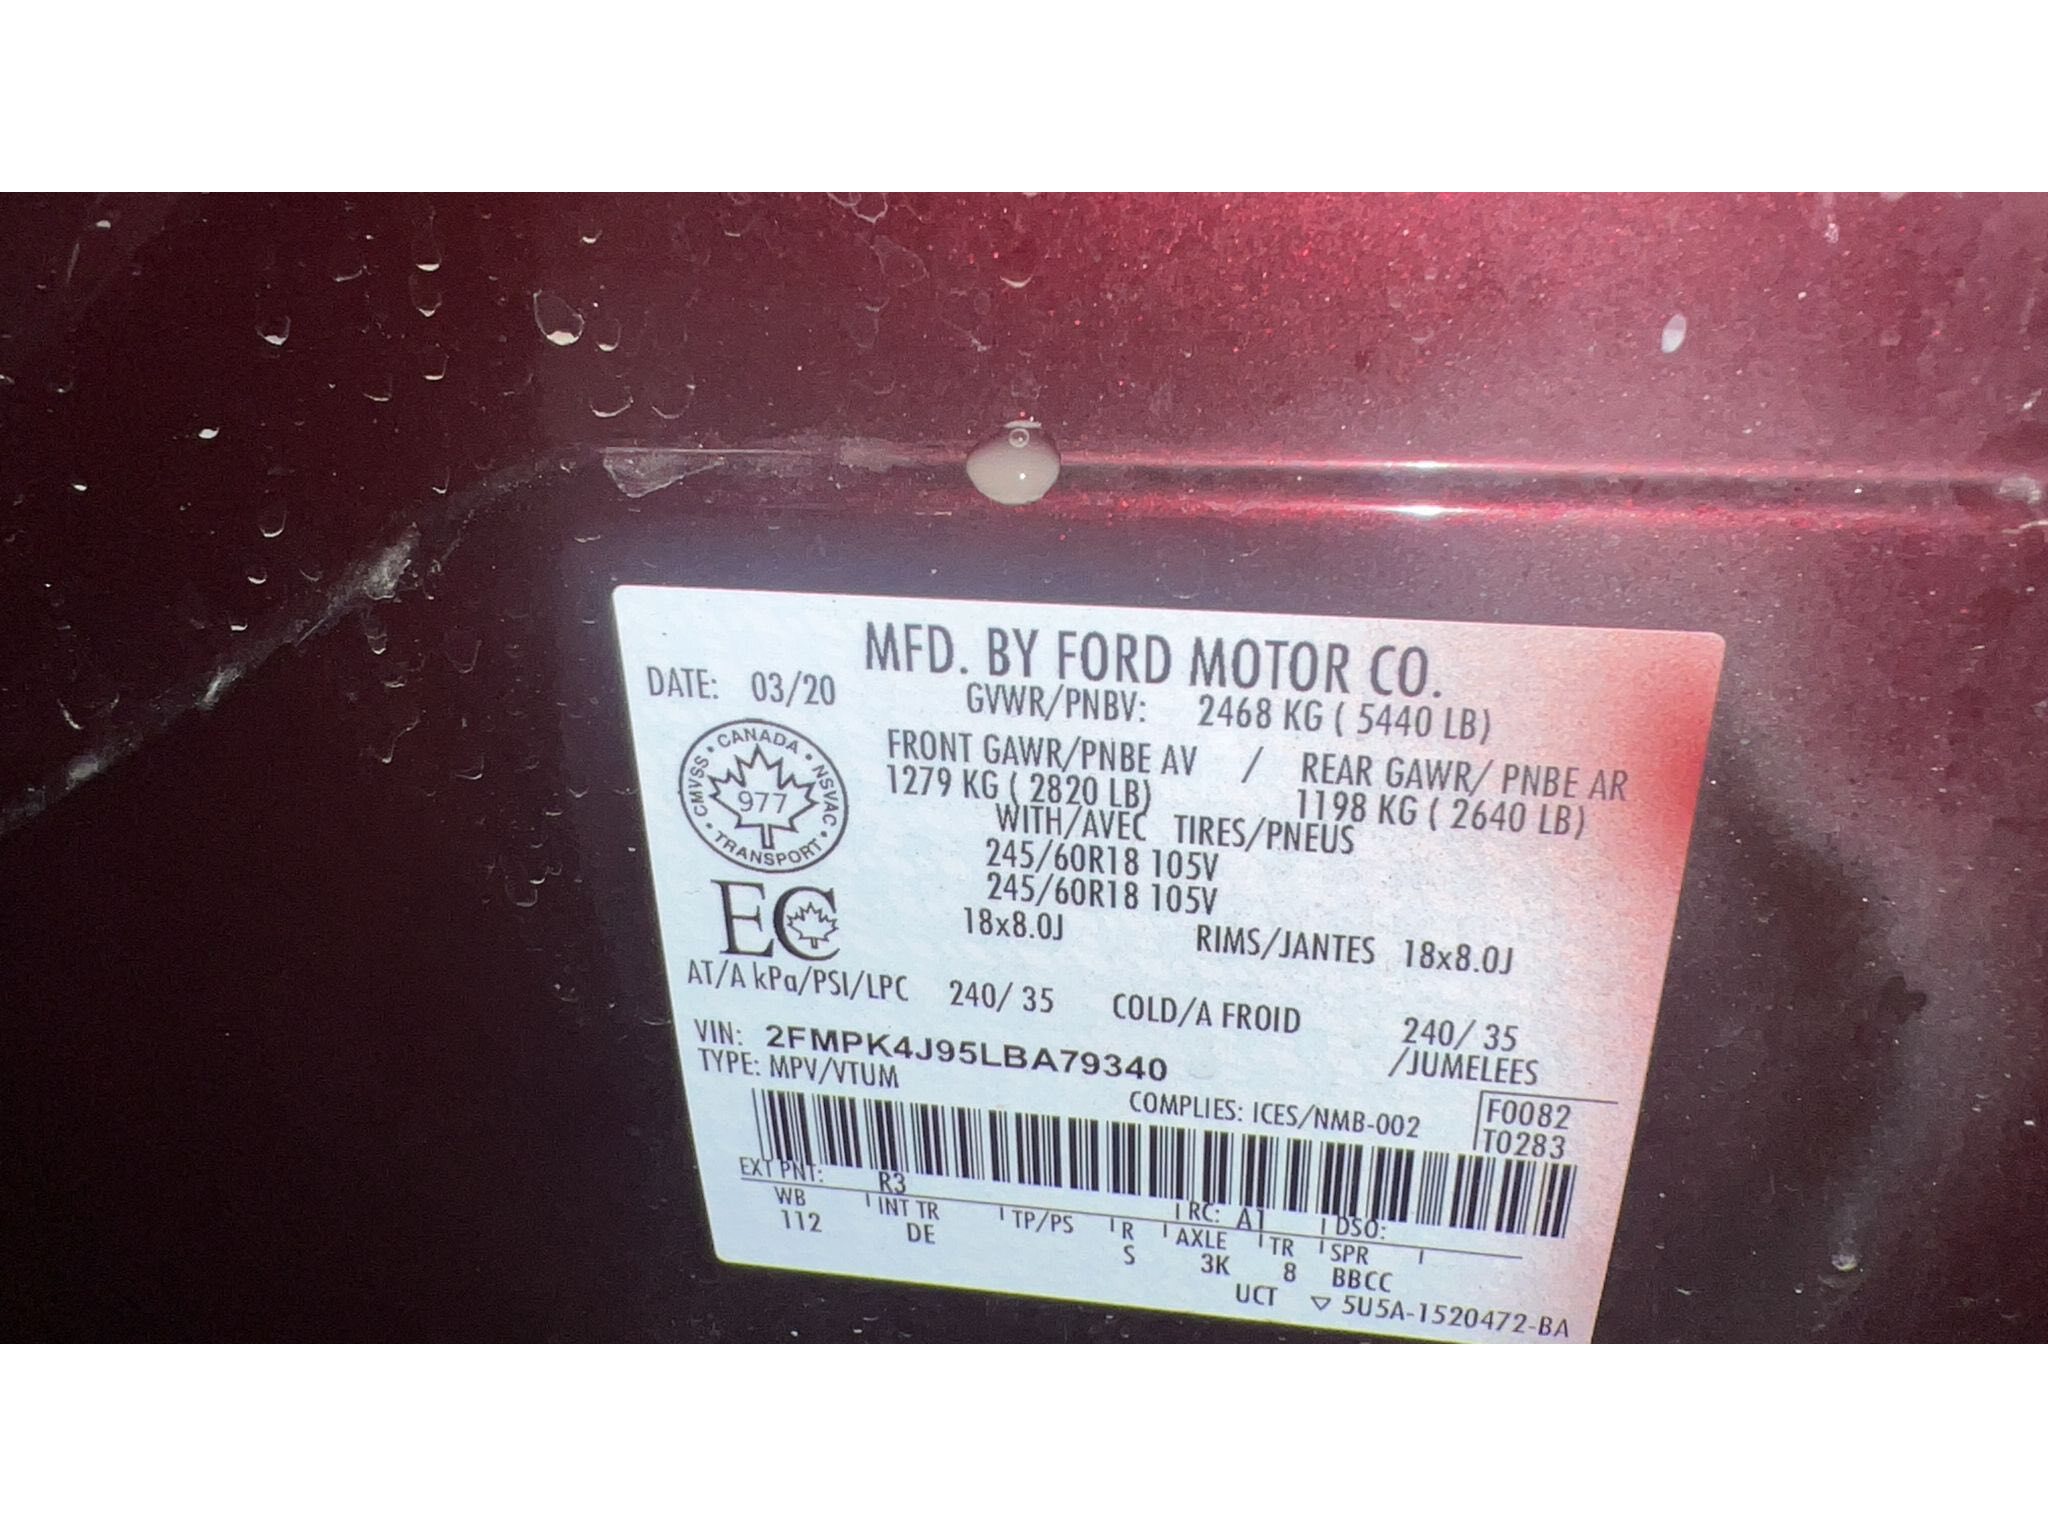 MFD. BY FORD MOTOR CO.
DATE: 03/20
GVWR/PNBV: 2468 KG ( 5440 LB)
FRONT GAWR/PNBE AV / REAR GAWR/ PNBE AR
1279 KG ( 2820 LB) 1198 KG ( 2640 LB)
WITH/AVEC TIRES/PNEUS
245/60R18 105V
245/60R18 105V
18x8.0J RIMS/JANTES 18x8.0J
CANADA • NSVAC • TRANSPORT • CMVSS •
977
EC
AT/A kPa/PSI/LPC 240/ 35 COLD/A FROID 240/ 35
VIN: 2FMPK4J95LBA79340 /JUMELEES
TYPE: MPV/VTUM
COMPLIES: ICES/NMB-002
F0082
T0283
EXT PNT: R3 RC: A1 DSO:
WB INT TR TP/PS R AXLE TR SPR
112 DE S 3K 8 BBCC
UCT ▽ 5U5A-1520472-BA